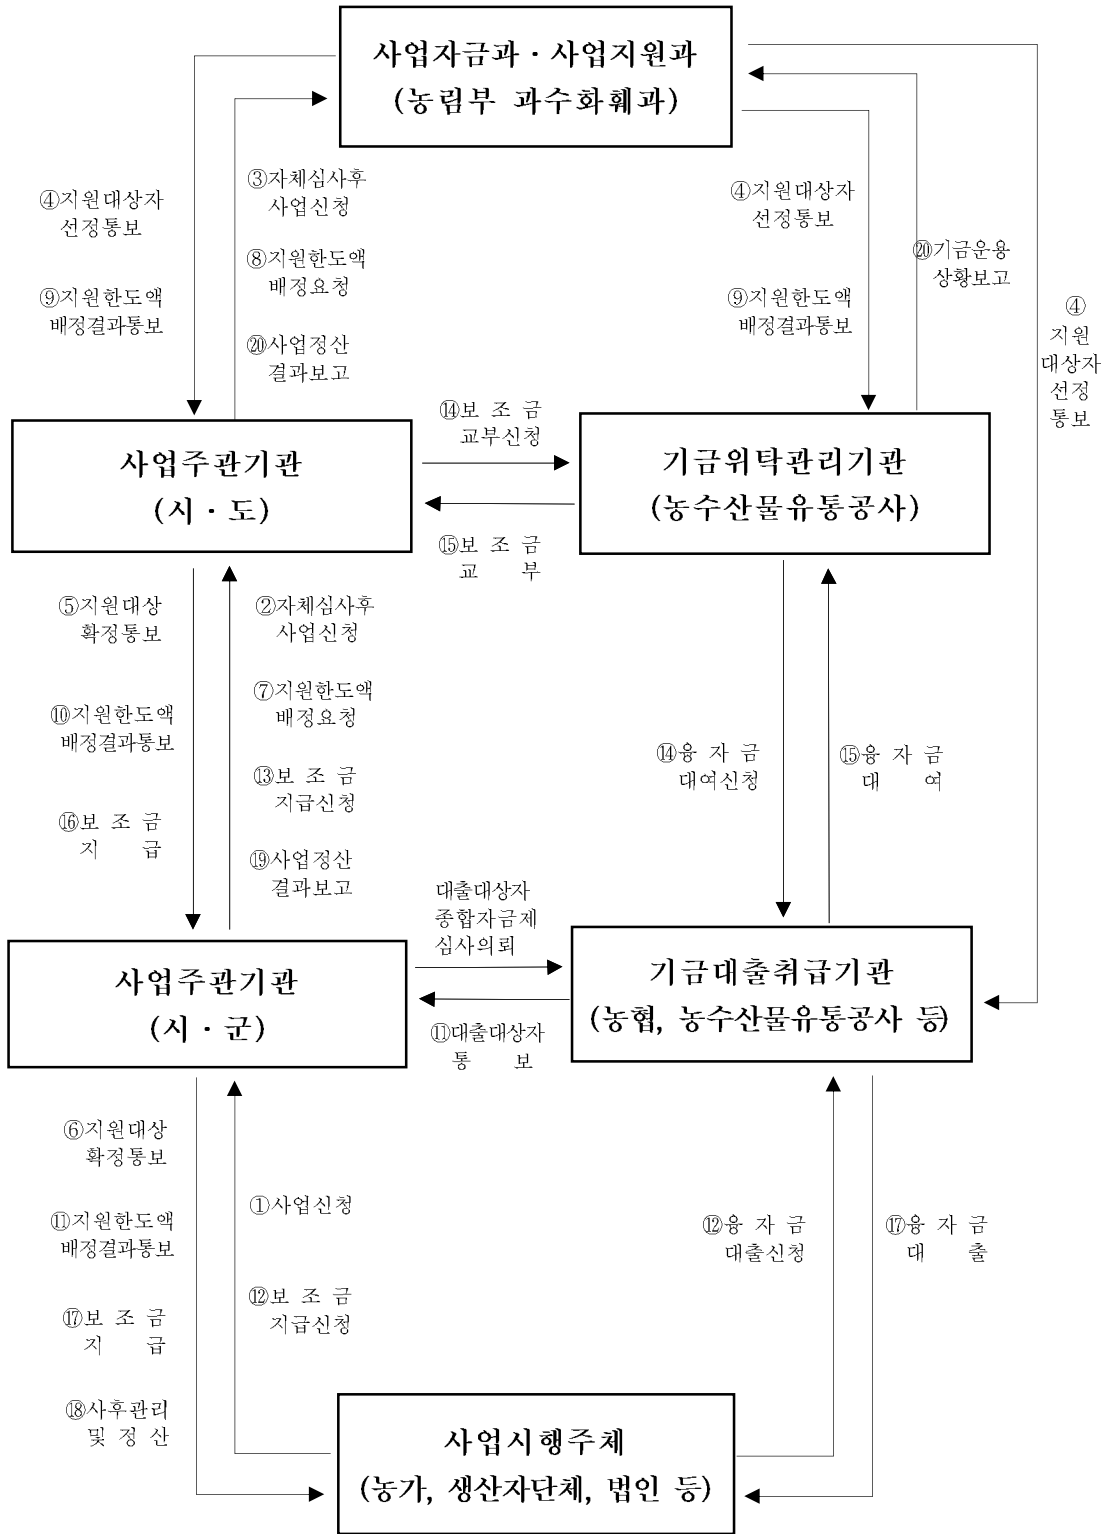 사업자금과 · 사업지원과
(농림부 과수화훼과)
④지원대상자
선정통보
⑨지원한도액
배정결과통보
③자체심사후
사업신청
⑧지원한도액
배정요청
⑳사업정산
결과보고
④지원대상자
선정통보
⑨지원한도액
배정결과통보
⑳기금운용
상황보고
④
지원
대상자
선정
통보
사업주관기관
(시 · 도)
⑭보 조 금
교부신청
⑮보 조 금
교 부
기금위탁관리기관
(농수산물유통공사)
⑤지원대상
확정통보
⑩지원한도액
배정결과통보
⑯보 조 금
지 급
②자체심사후
사업신청
⑦지원한도액
배정요청
⑬보 조 금
지급신청
⑲사업정산
결과보고
⑭융 자 금
대여신청
⑮융 자 금
대 여
사업주관기관
(시 · 군)
대출대상자
종합자금제
심사의뢰
⑪대출대상자
통 보
기금대출취급기관
(농협, 농수산물유통공사 등)
⑥지원대상
확정통보
⑪지원한도액
배정결과통보
⑰보 조 금
지 급
⑱사후관리
및 정 산
①사업신청
⑫보 조 금
지급신청
⑫융 자 금
대출신청
⑰융 자 금
대 출
사업시행주체
(농가, 생산자단체, 법인 등)